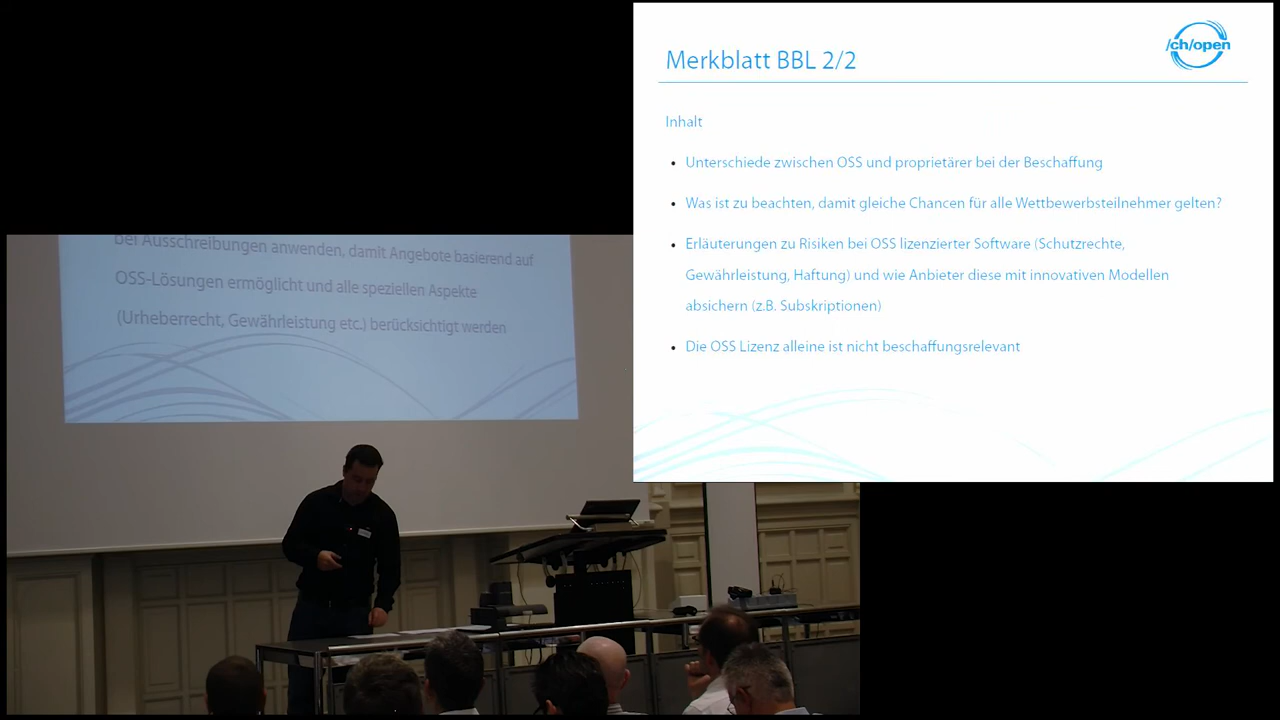 /ch/open
Merkblatt BBL 2/2
Inhalt
• Unterschiede zwischen OSS und proprietärer bei der Beschaffung
• Was ist zu beachten, damit gleiche Chancen für alle Wettbewerbsteilnehmer gelten?
• Erläuterungen zu Risiken bei OSS lizenzierter Software (Schutzrechte,
Gewährleistung, Haftung) und wie Anbieter diese mit innovativen Modellen
absichern (z.B. Subskriptionen)
• Die OSS Lizenz alleine ist nicht beschaffungsrelevant
bei Ausschreibungen anwenden, damit Angebote basierend auf
OSS-Lösungen ermöglicht und alle speziellen Aspekte
(Urheberrecht, Gewährleistung etc.) berücksichtigt werden